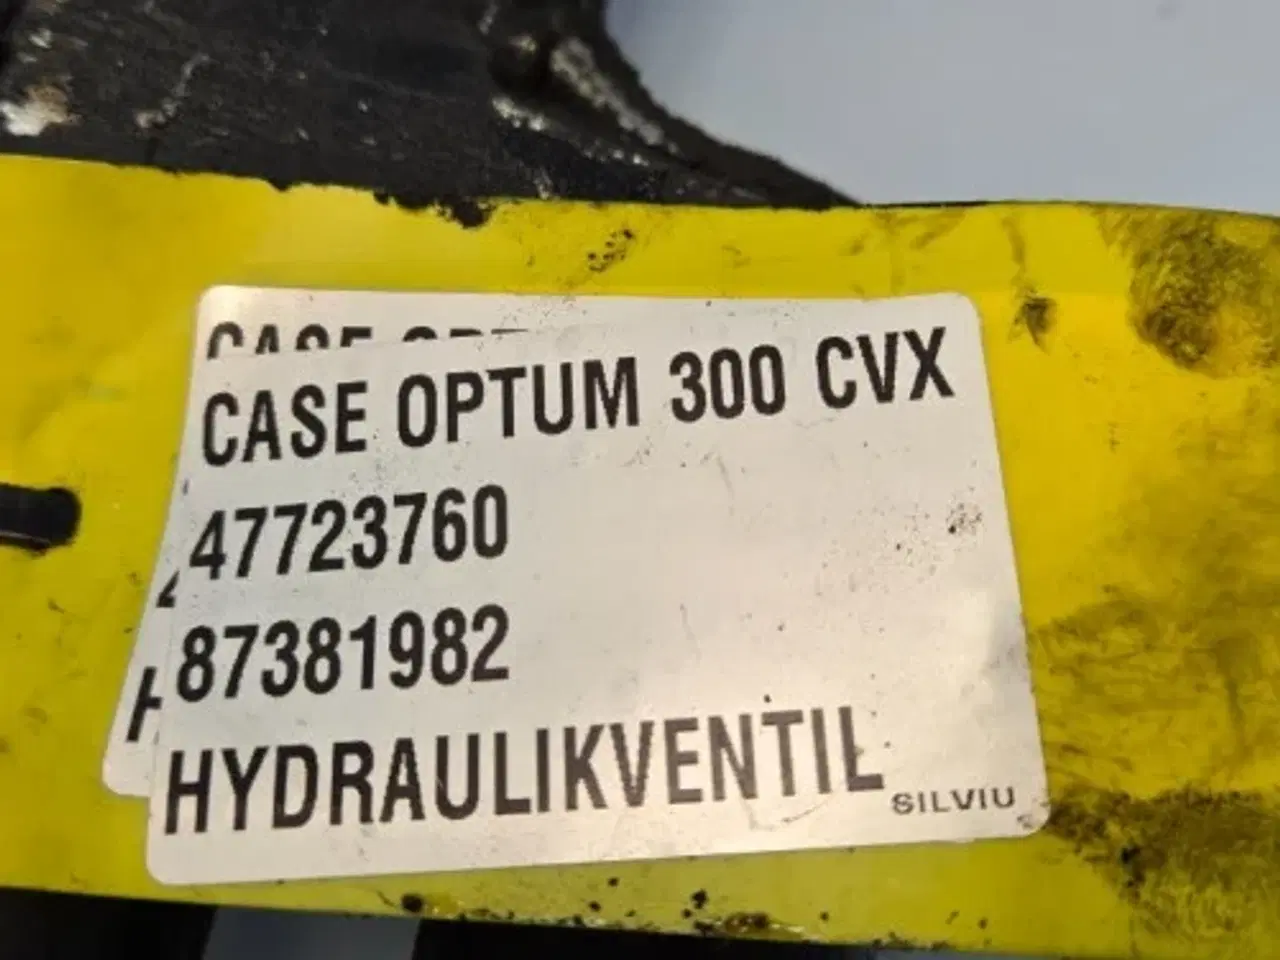 CASE OPTUM 300 CVX
47723760
87381982
HYDRAULIKVENTIL
SILVIU